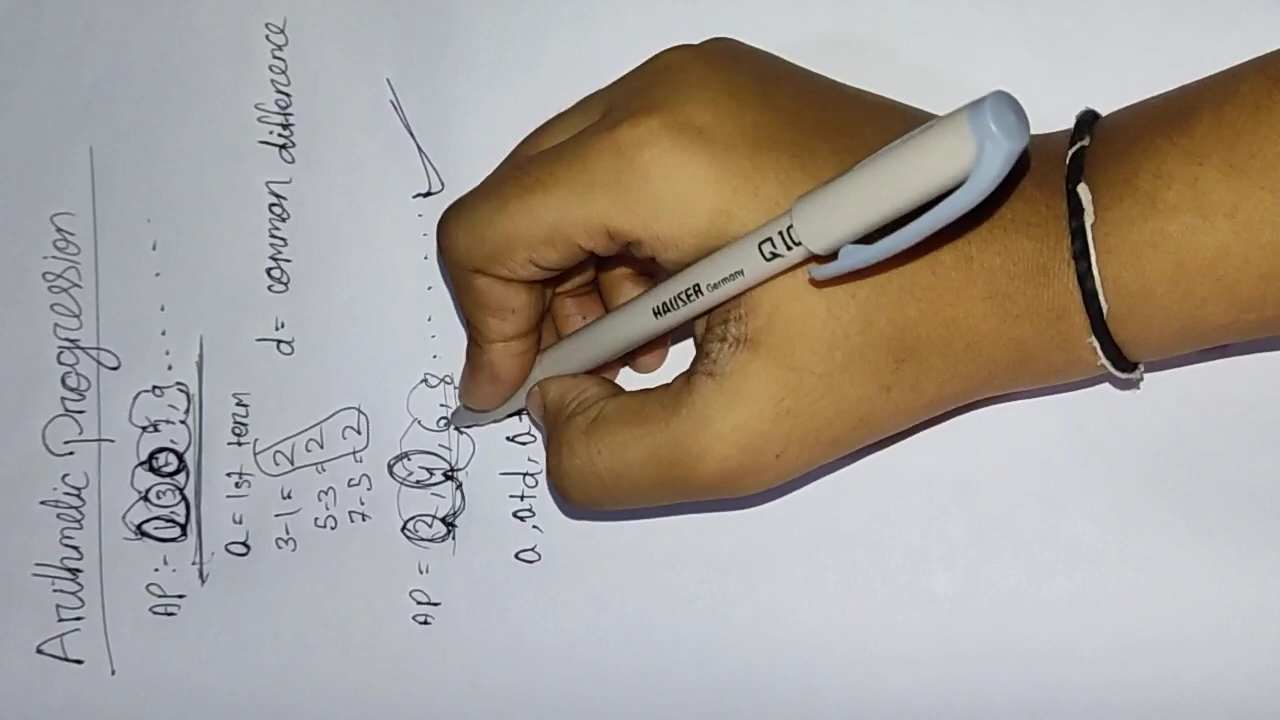 Arithmetic Progression
AP :- 1, 3, 5, 7, 9......
a = 1st term d = common difference
3-1 = 2
5-3 = 2
7-5 = 2
AP = 2, 4, 6, 8......
a, a+d, a+
HAUSER Germany Q10